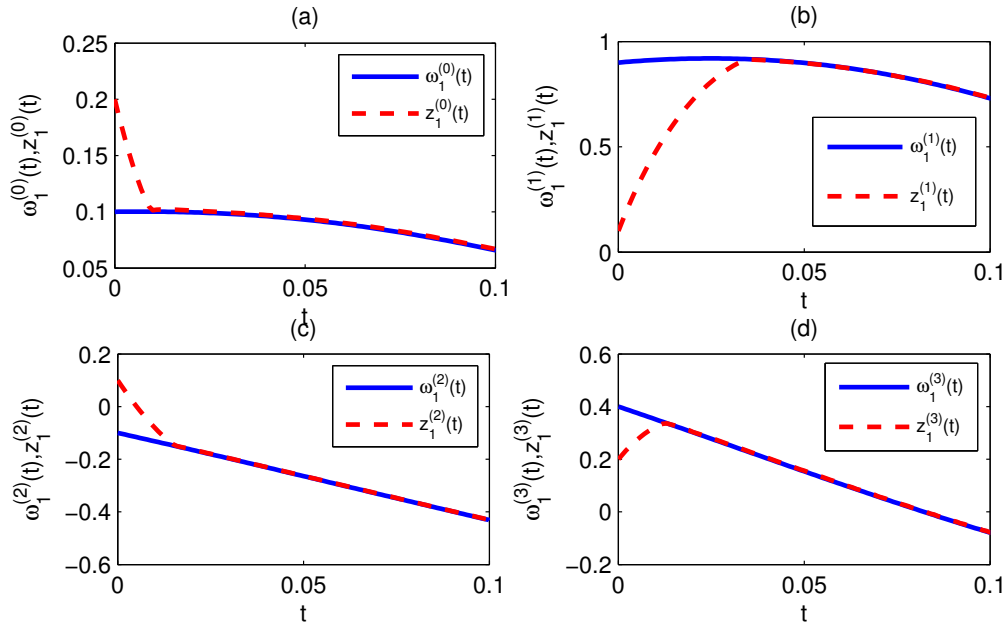 (a)
ω₁⁽⁰⁾(t),z₁⁽⁰⁾(t)
0.25
0.2
0.15
0.1
0.05
0
0.05
0.1
t
ω₁⁽⁰⁾(t)
z₁⁽⁰⁾(t)
(b)
ω₁⁽¹⁾(t),z₁⁽¹⁾(t)
1
0.5
0
0
0.05
0.1
t
ω₁⁽¹⁾(t)
z₁⁽¹⁾(t)
(c)
ω₁⁽²⁾(t),z₁⁽²⁾(t)
0.2
0
−0.2
−0.4
−0.6
0
0.05
0.1
t
ω₁⁽²⁾(t)
z₁⁽²⁾(t)
(d)
ω₁⁽³⁾(t),z₁⁽³⁾(t)
0.6
0.4
0.2
0
−0.2
0
0.05
0.1
t
ω₁⁽³⁾(t)
z₁⁽³⁾(t)